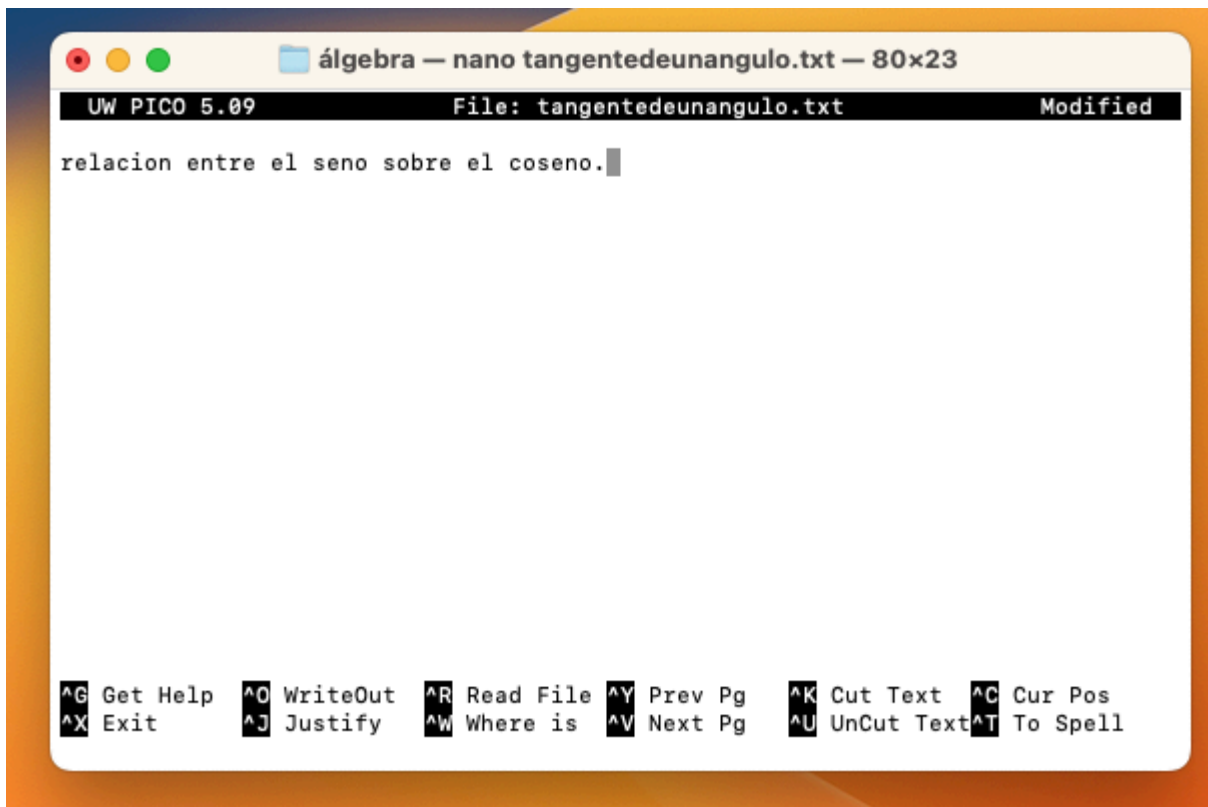 álgebra — nano tangentedeunangulo.txt — 80×23
UW PICO 5.09 File: tangentedeunangulo.txt Modified
relacion entre el seno sobre el coseno.
^G Get Help ^O WriteOut ^R Read File ^Y Prev Pg ^K Cut Text ^C Cur Pos
^X Exit ^J Justify ^W Where is ^V Next Pg ^U UnCut Text ^T To Spell